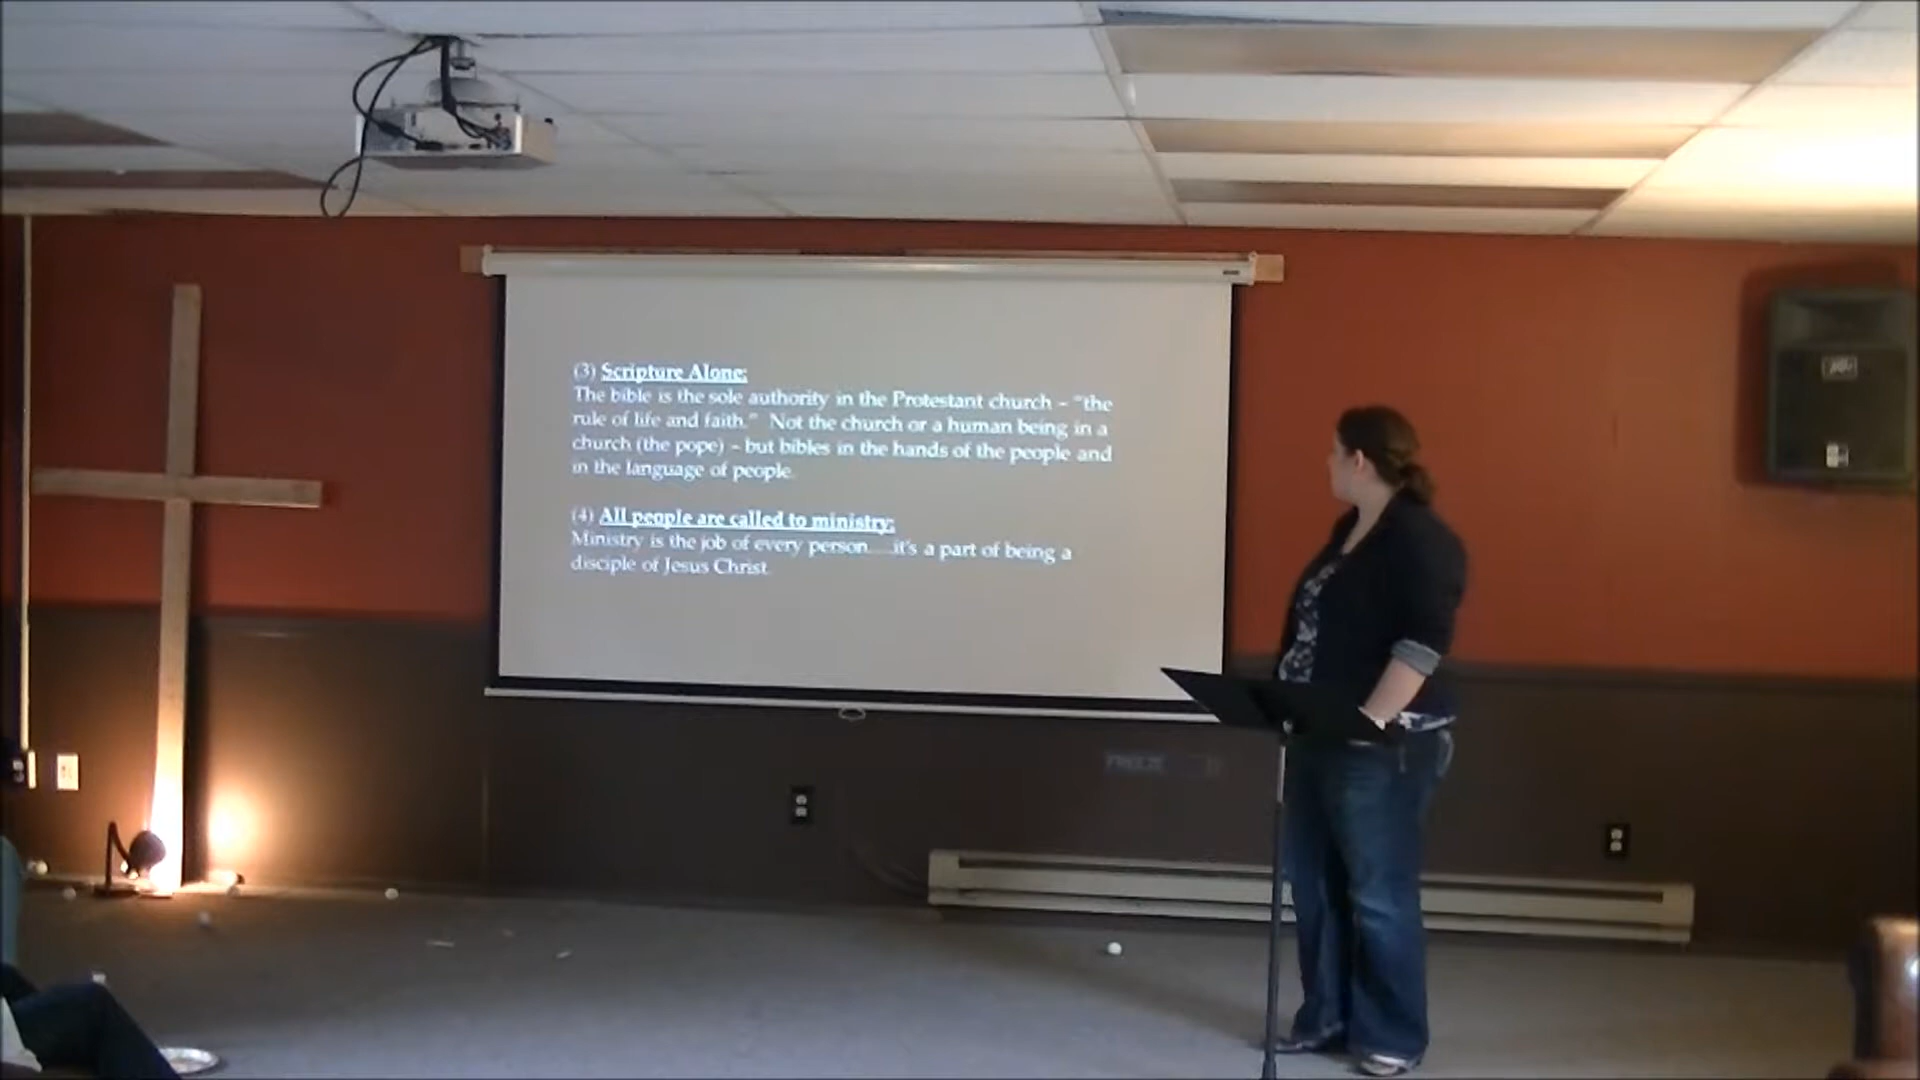 (3) Scripture Alone:
The bible is the sole authority in the Protestant church – "the
rule of life and faith." Not the church or a human being in a
church (the pope) – but bibles in the hands of the people and
in the language of people.
(4) All people are called to ministry:
Ministry is the job of every person....it's a part of being a
disciple of Jesus Christ.
FREEZE